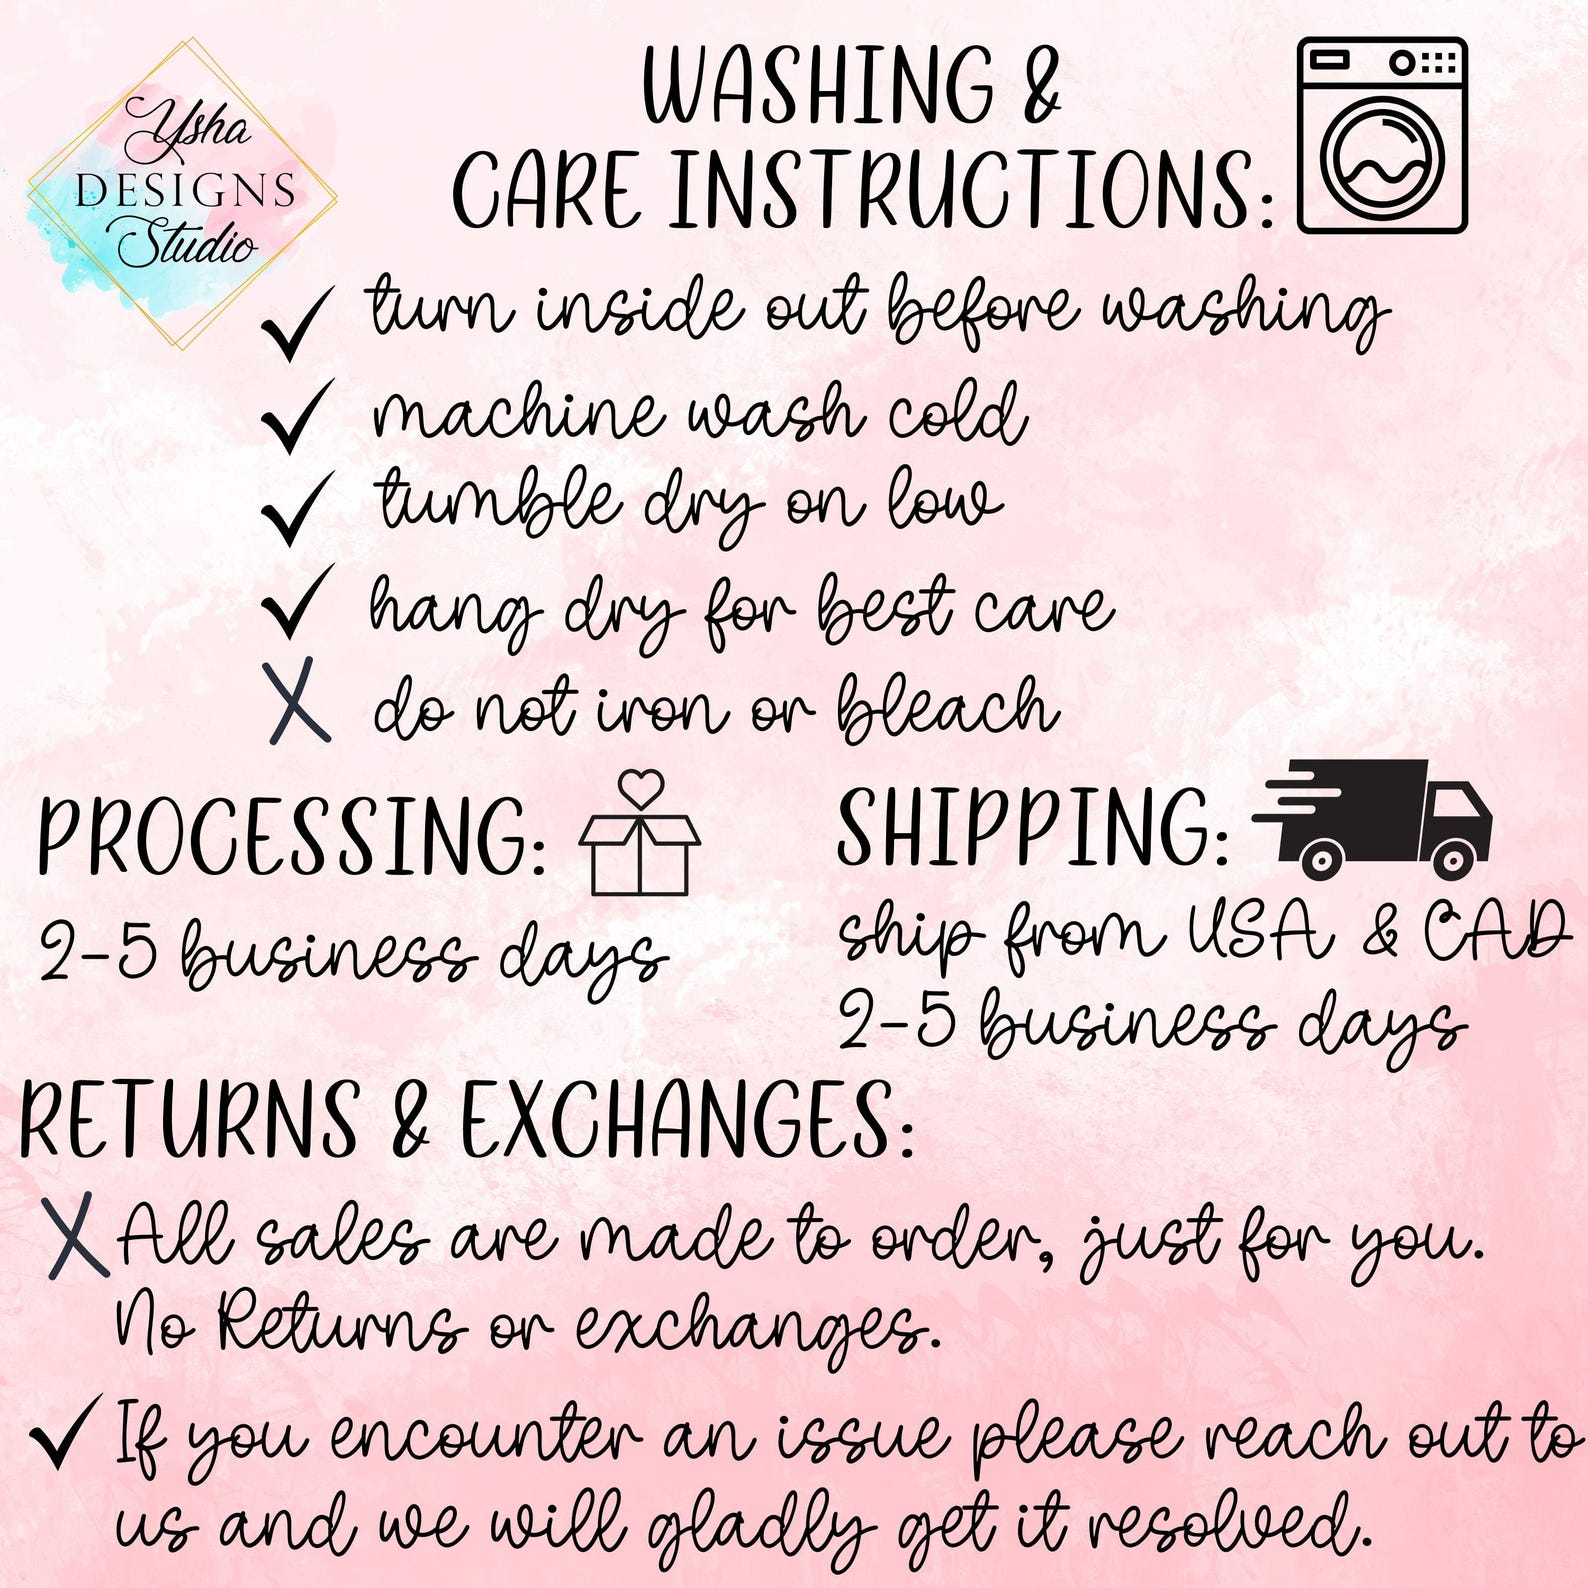 Ysha
DESIGNS
Studio
WASHING &
CARE INSTRUCTIONS:
turn inside out before washing
machine wash cold
tumble dry on low
hang dry for best care
do not iron or bleach
PROCESSING:
2-5 business days
SHIPPING:
ship from USA & CAD
2-5 business days
RETURNS & EXCHANGES:
All sales are made to order, just for you.
No Returns or exchanges.
If you encounter an issue please reach out to
us and we will gladly get it resolved.